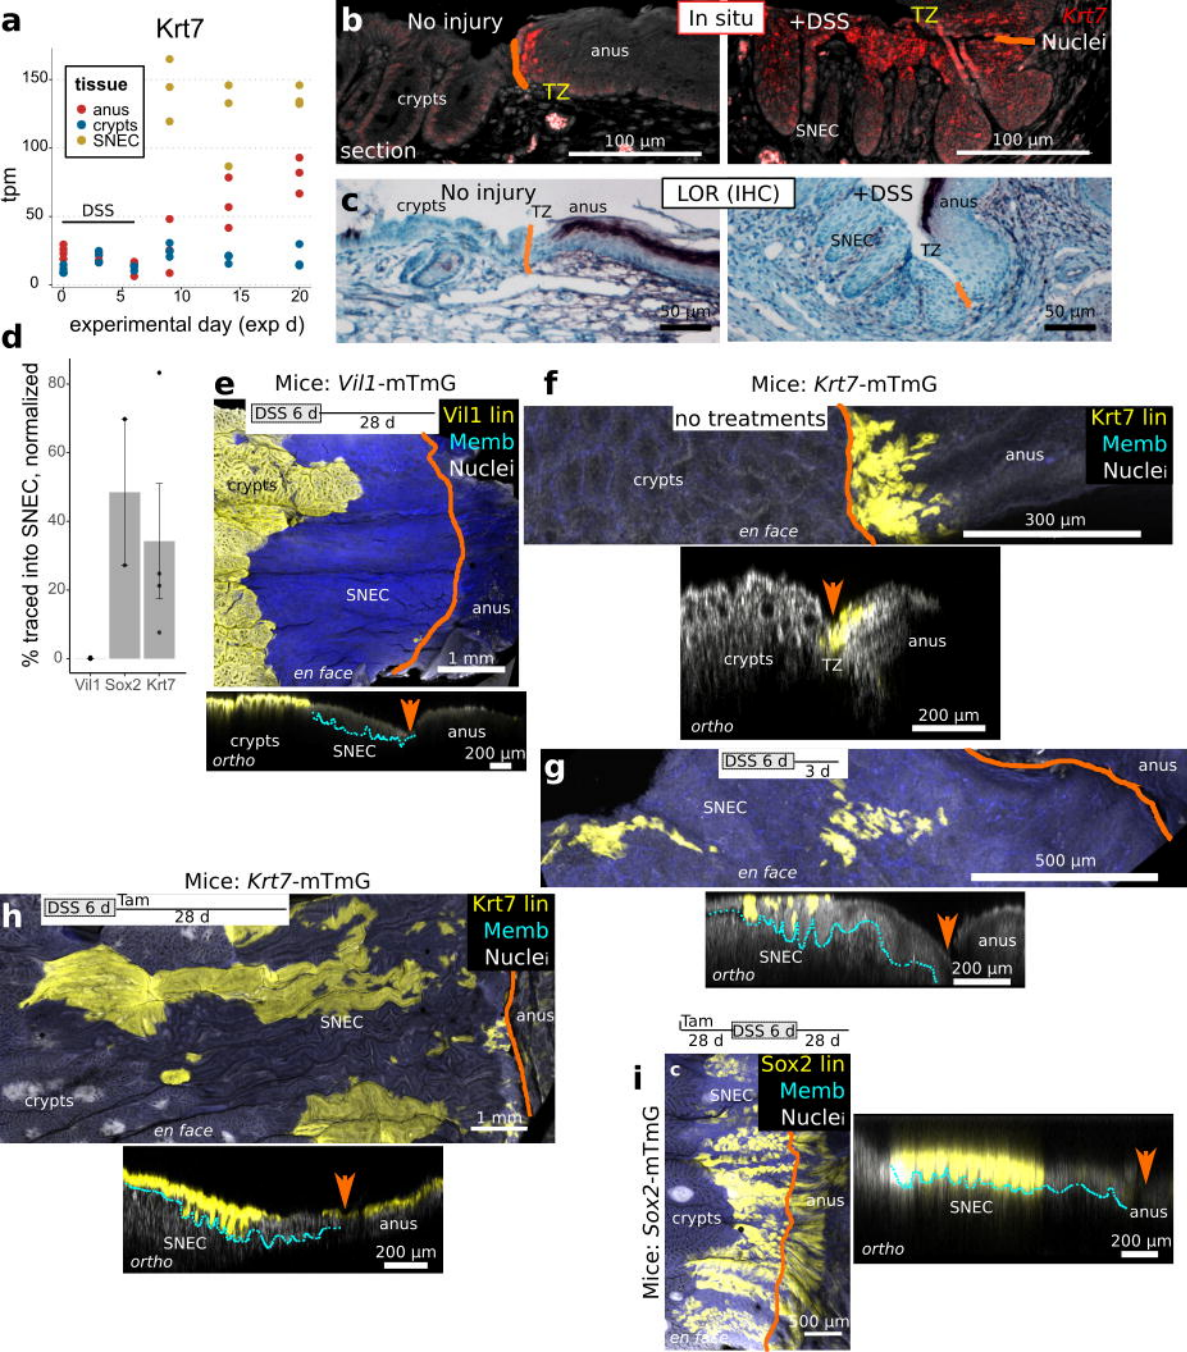 a
Krt7
150
100
50
0
tpm
tissue
anus
crypts
SNEC
DSS
0
5
10
15
20
experimental day (exp d)
b
No injury
In situ
+DSS
TZ
Krt7
Nuclei
anus
crypts
TZ
SNEC
section
100 µm
100 µm
c
No injury
LOR (IHC)
+DSS
crypts
TZ
anus
anus
SNEC
TZ
50 µm
50 µm
d
% traced into SNEC, normalized
80
60
40
20
0
Vil1 Sox2 Krt7
e
Mice: Vil1-mTmG
DSS 6 d
28 d
Vil1 lin
Memb
Nuclei
crypts
SNEC
anus
en face
1 mm
crypts
SNEC
anus
ortho
200 µm
f
Mice: Krt7-mTmG
no treatments
Krt7 lin
Memb
Nuclei
crypts
anus
en face
300 µm
crypts
TZ
anus
ortho
200 µm
g
DSS 6 d
3 d
anus
SNEC
en face
500 µm
SNEC
anus
ortho
200 µm
Mice: Krt7-mTmG
h
DSS 6 d
Tam
28 d
Krt7 lin
Memb
Nuclei
SNEC
anus
crypts
en face
1 mm
SNEC
anus
ortho
200 µm
i
Tam
28 d
DSS 6 d
28 d
Mice: Sox2-mTmG
c
Sox2 lin
Memb
Nuclei
SNEC
crypts
anus
500 µm
en face
SNEC
anus
ortho
200 µm